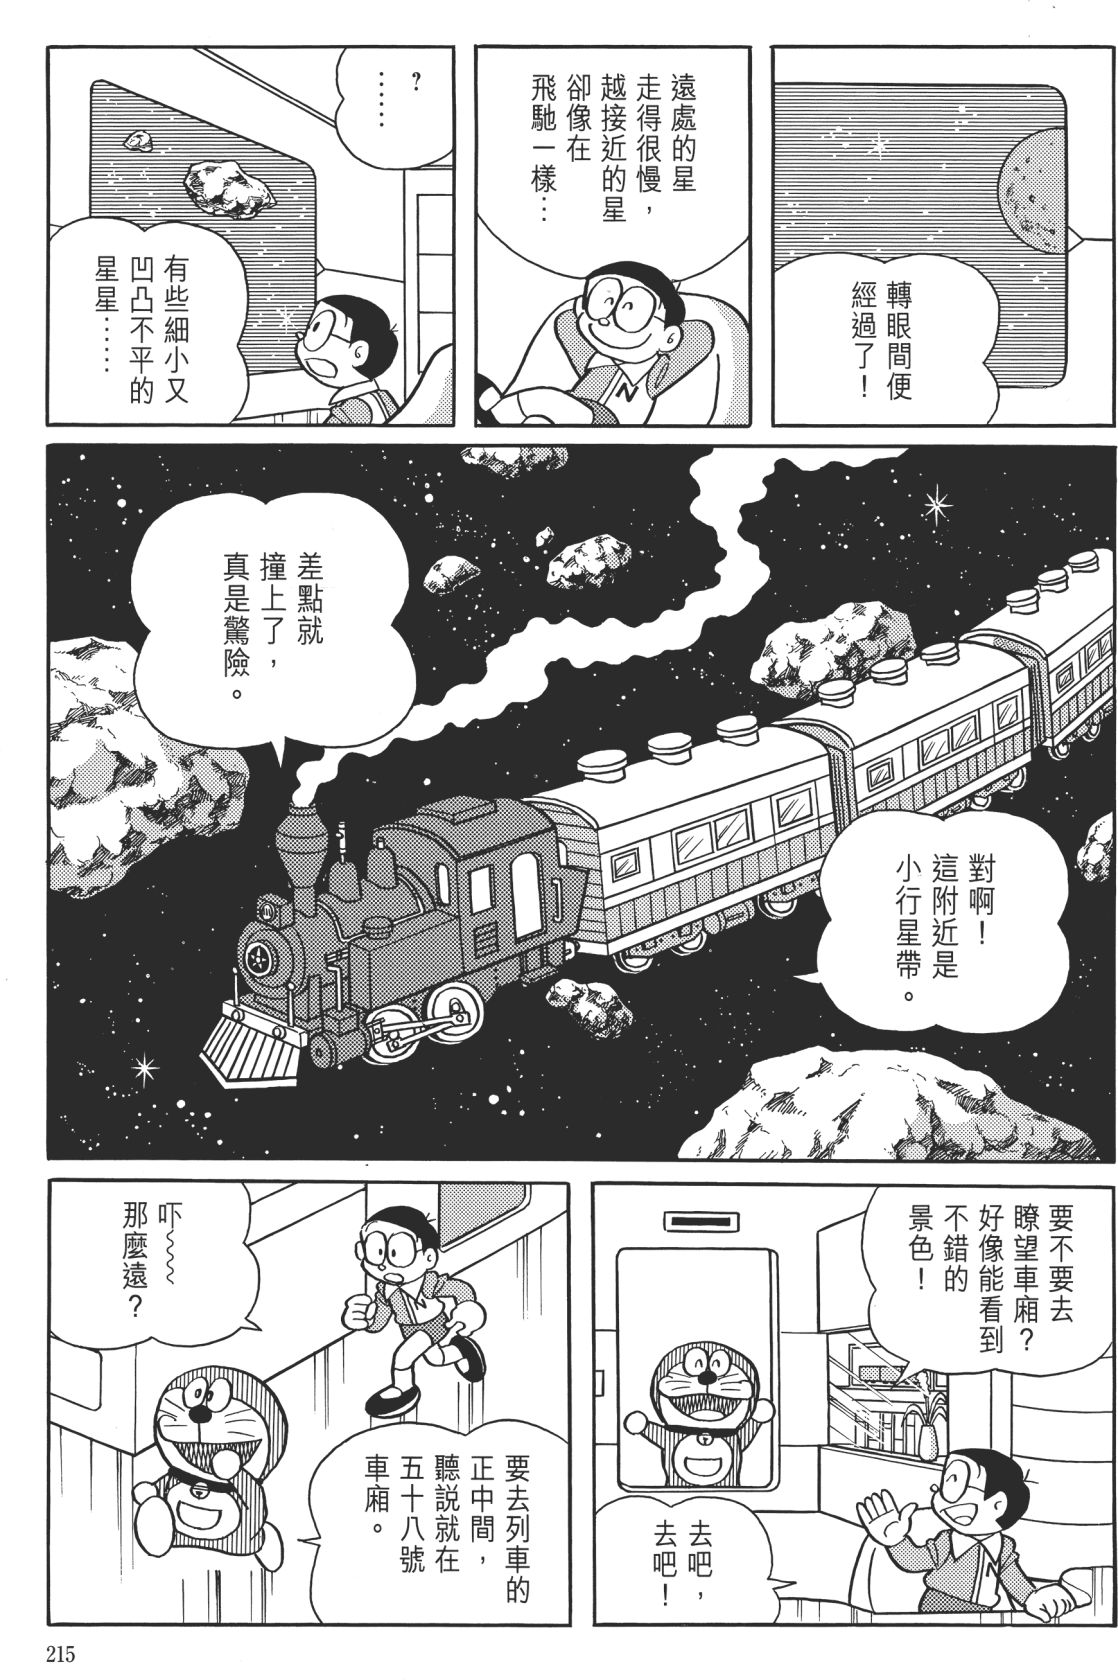 轉眼間便
經過了！
遠處的星
走得很慢，
越接近的星
卻像在
飛馳一樣…
？
……
有些細小又
凹凸不平的
星星……
差點就
撞上了，
真是驚險。
對啊！
這附近是
小行星帶。
要不要去
瞭望車廂？
好像能看到
不錯的
景色！
去吧，
去吧！
吓~~~~
那麼遠？
要去列車的
正中間，
聽說就在
五十八號
車廂。
N
N
N
215